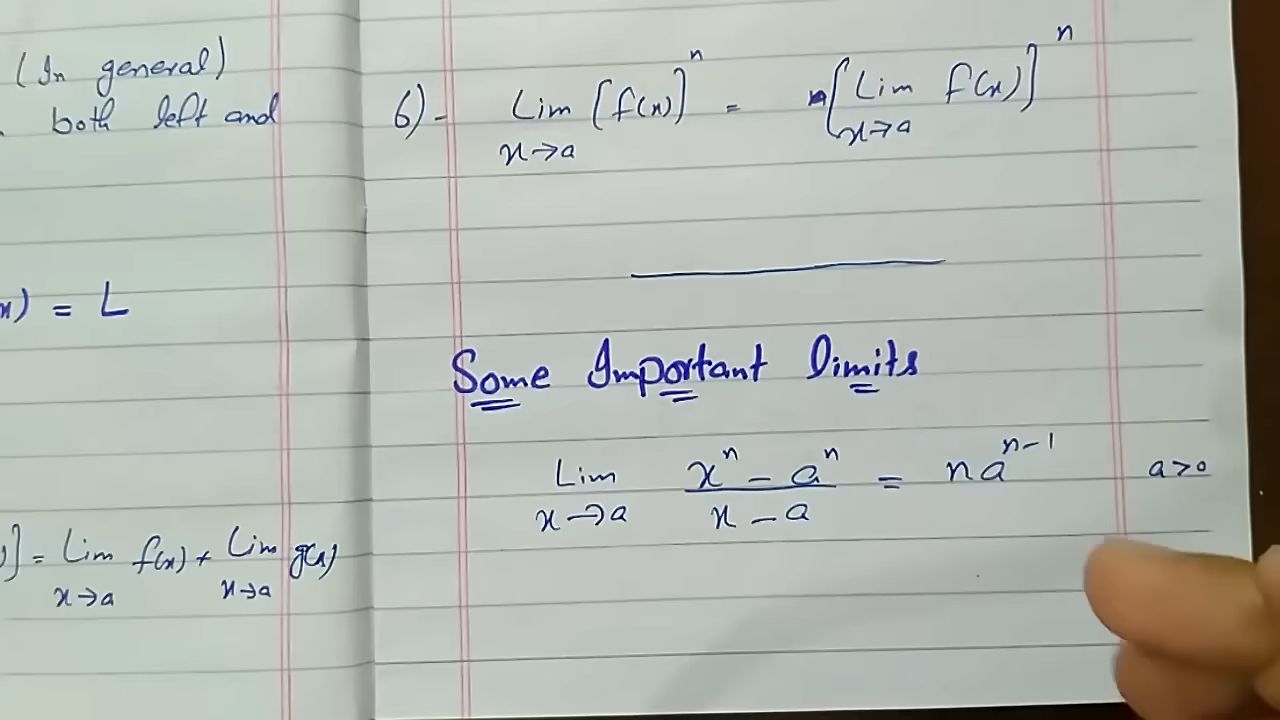 (In general)
both left and
) = L
] = Lim f(x) + Lim g(x)
x→a x→a
6)- Lim [f(x)]^n = [Lim f(x)]^n
x→a x→a
Some Important Limits
Lim x^n - a^n = na^(n-1) a>0
x→a x - a